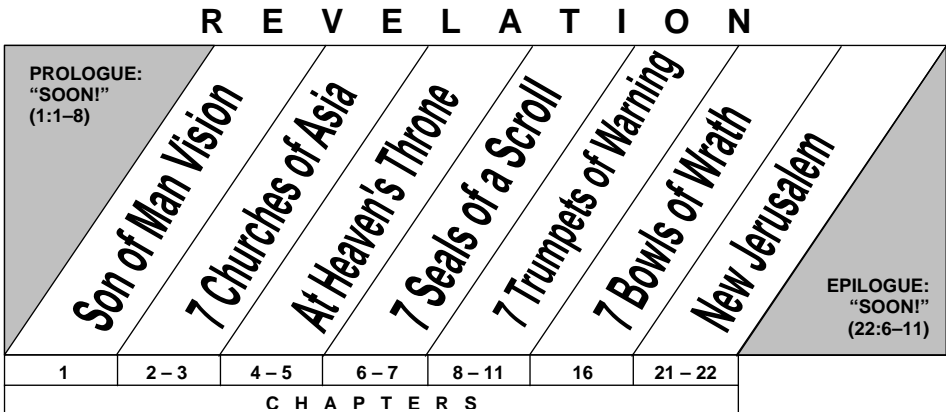 R E V E L A T I O N
PROLOGUE:
“SOON!”
(1:1–8)
Son of Man Vision
7 Churches of Asia
At Heaven's Throne
7 Seals of a Scroll
7 Trumpets of Warning
7 Bowls of Wrath
New Jerusalem
EPILOGUE:
“SOON!”
(22:6–11)
1
2 – 3
4 – 5
6 – 7
8 – 11
16
21 – 22
C H A P T E R S